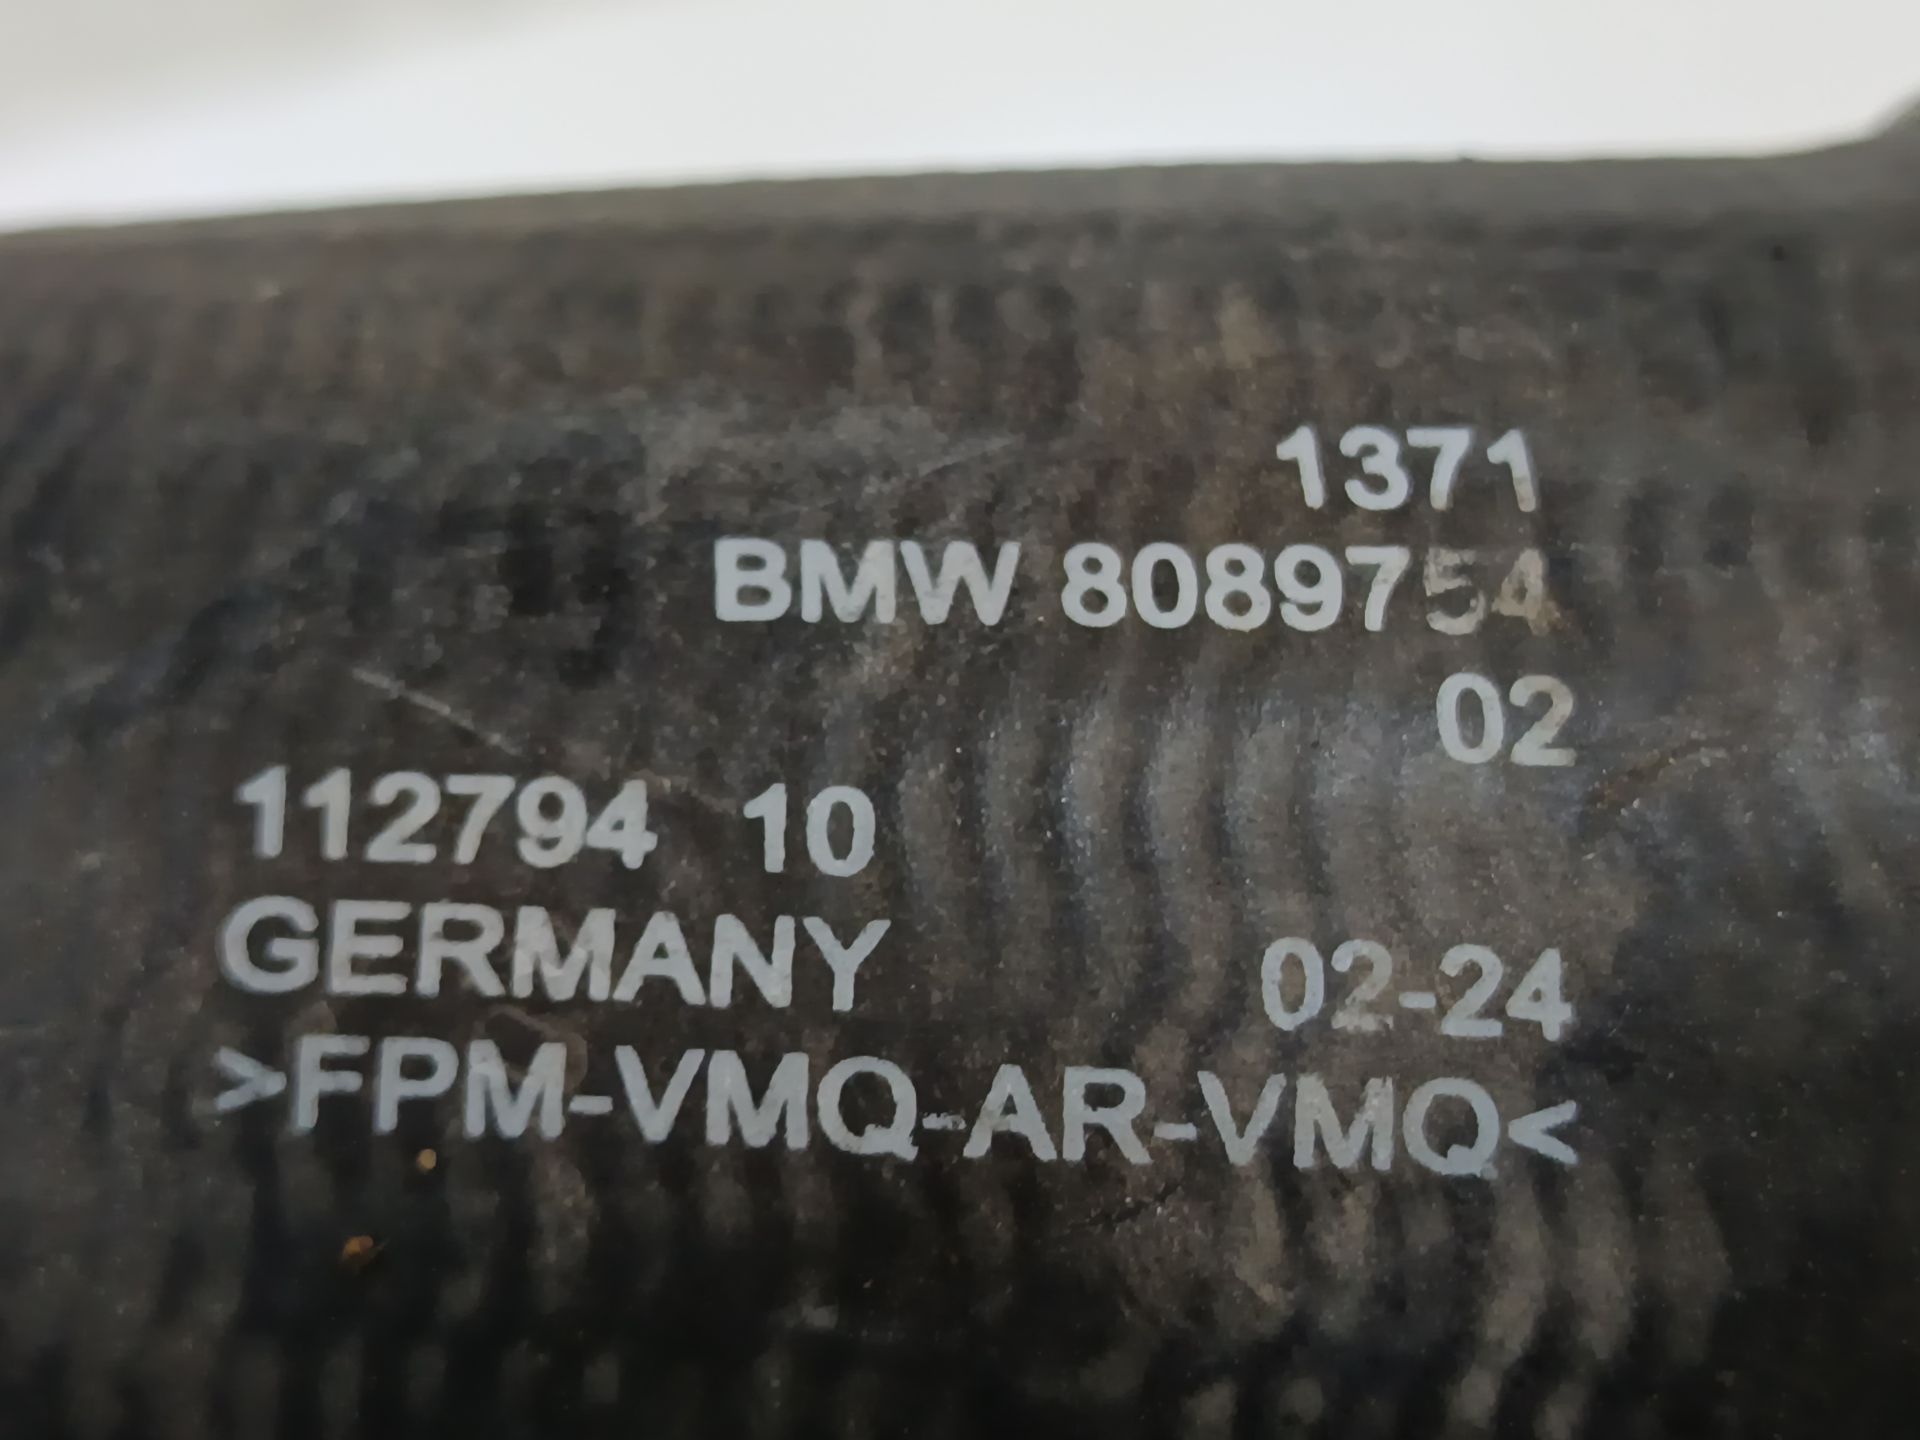 1371
BMW 8089754
02
112794 10
GERMANY 02-24
>FPM-VMQ-AR-VMQ<